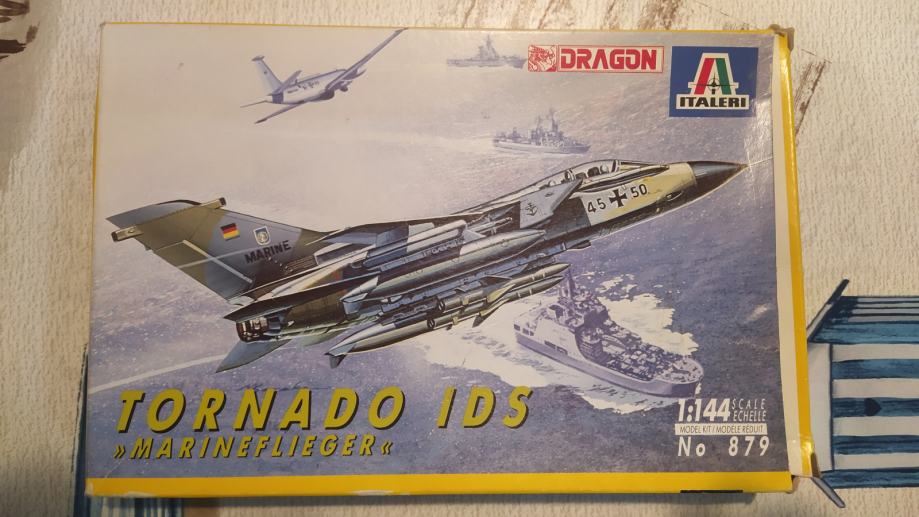 DRAGON
ITALERI
45 50
MARINE
TORNADO IDS
»MARINEFLIEGER«
1:144 SCALE ECHELLE
MODEL KIT / MODÈLE RÉDUIT
No 879